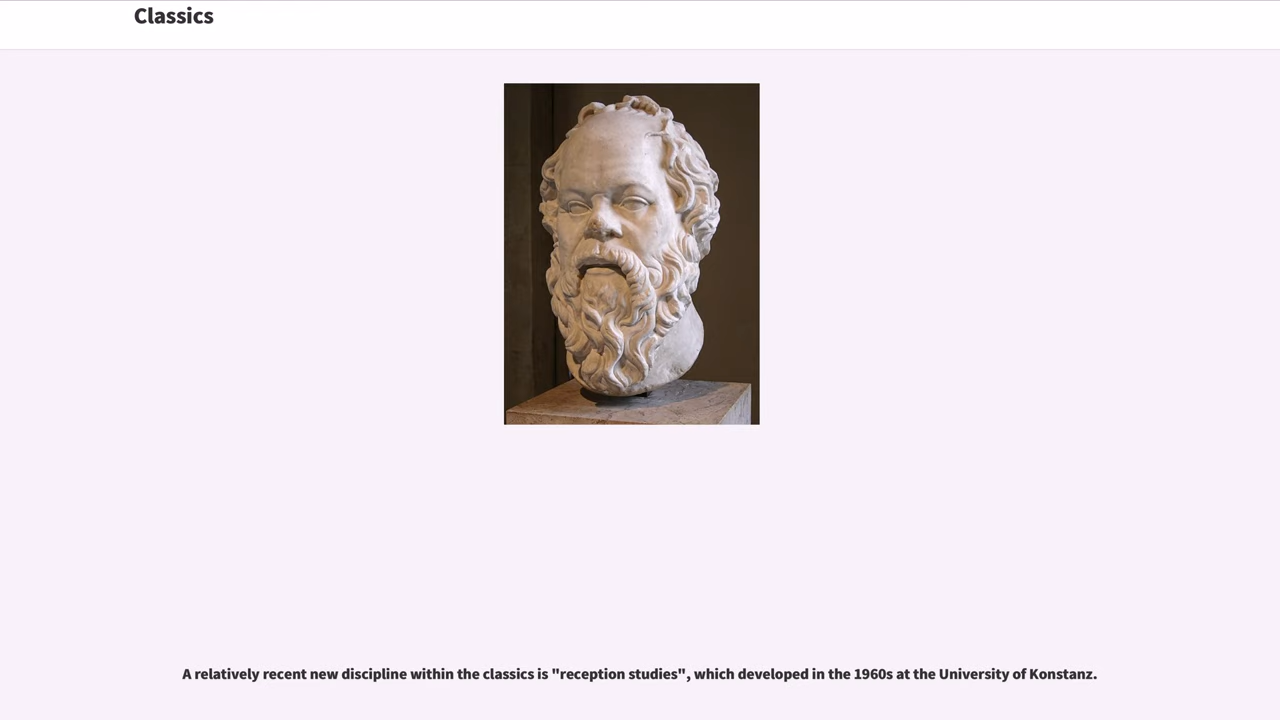 Classics
A relatively recent new discipline within the classics is "reception studies", which developed in the 1960s at the University of Konstanz.